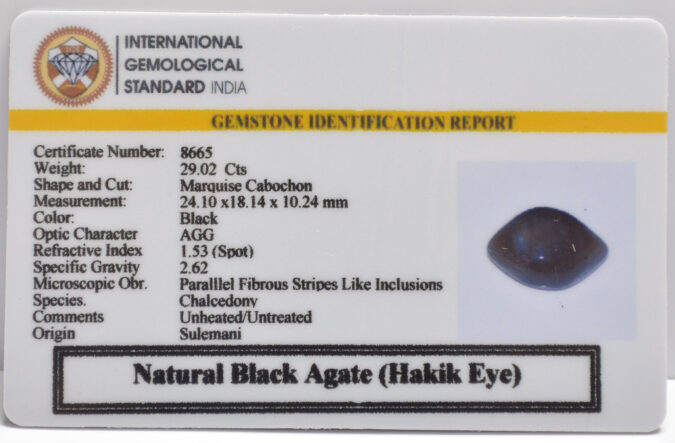 INTERNATIONAL
GEMOLOGICAL
STANDARD INDIA
GEMSTONE IDENTIFICATION REPORT
Certificate Number: 8665
Weight: 29.02 Cts
Shape and Cut: Marquise Cabochon
Measurement: 24.10 x18.14 x 10.24 mm
Color: Black
Optic Character AGG
Refractive Index 1.53 (Spot)
Specific Gravity 2.62
Microscopic Obr. Paralllel Fibrous Stripes Like Inclusions
Species. Chalcedony
Comments Unheated/Untreated
Origin Sulemani
Natural Black Agate (Hakik Eye)